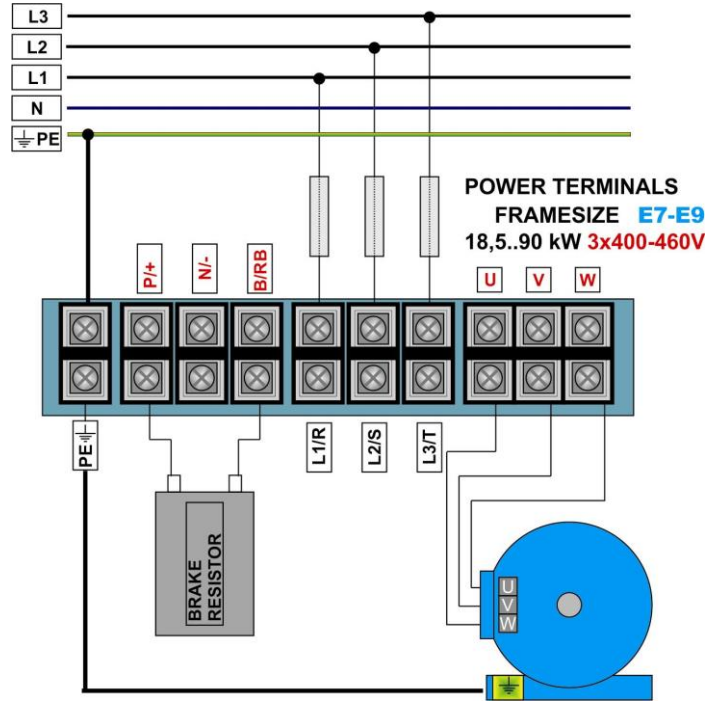 L3
L2
L1
N
PE
POWER TERMINALS
FRAMESIZE E7-E9
18,5..90 kW 3x400-460V
P/+
N/-
B/RB
U
V
W
PE
L1/R
L2/S
L3/T
BRAKE
RESISTOR
U
V
W